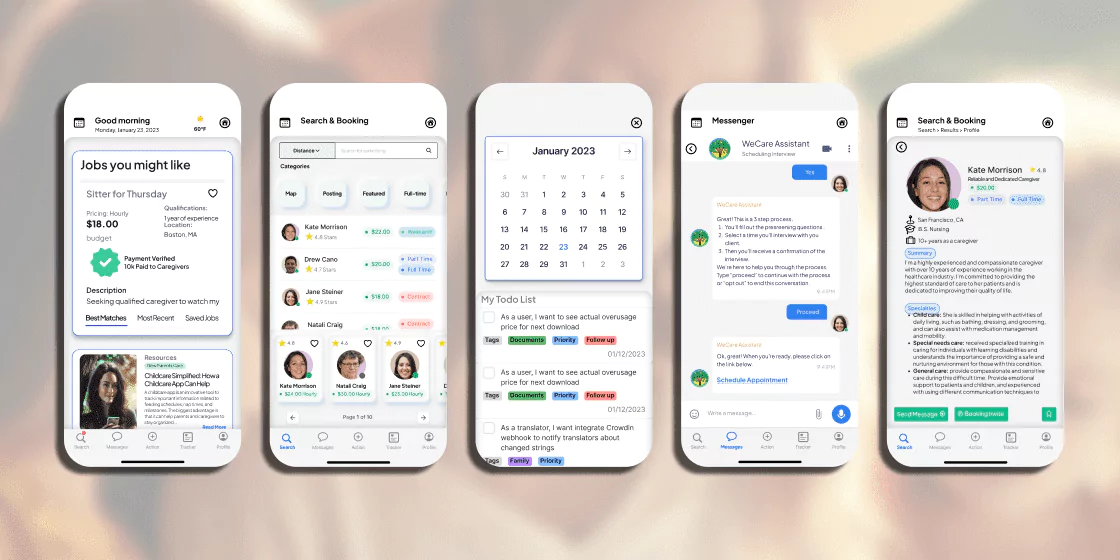 Good morning
Monday, January 23, 2023
60°F
Jobs you might like
Sitter for Thursday
Pricing: Hourly
$18.00
budget
Qualifications:
1 year of experience
Location:
Boston, MA
Payment Verified
10k Paid to Caregivers
Description
Seeking qualified caregiver to watch my
Best Matches
Most Recent
Saved Jobs
Resources
New Parents Care
How a
Childcare Simplified: How a
Childcare App Can Help
Read More
Search
Messages
Action
Tracker
Profile
Search & Booking
Distance
Categories
Map
Posting
Featured
Full-time
Kate Morrison
4.8 Stars
$22.00
Drew Cano
4.7 Stars
$20.00
Part Time
Full Time
Jane Steiner
4.9 Stars
$18.00
Contract
Natali Craig
$18.00
Contract
4.8
Kate Morrison
$24.00 Hourly
4.6
Natali Craig
$30.00 Hourly
4.9
Jane Steiner
$23.00 Hourly
Page 1 of 10
Search
Messages
Action
Tracker
Profile
January 2023
S M T W T F S
30 31 1 2 3 4 5
6 7 8 9 10 11 12
13 14 15 16 17 18 19
20 21 22 23 24 25 26
27 28 29 31 1 2 3
My Todo List
As a user, I want to see actual overusage
price for next download
Tags Documents Priority Follow up
01/12/2023
As a user, I want to see actual overusage
price for next download
Tags Documents Priority Follow up
01/12/2023
As a translator, I want integrate Crowdin
webhook to notify translators about
changed strings
Tags Family Priority
Messenger
WeCare Assistant
Scheduling Interview
Yes
WeCare Assistant
Great! This is a 3 step process.
1. You'll fill out the prescreening questions.
2. Select a time you'll interview with you
client.
3. Then you'll receive a confirmation of the
interview.
We're here to help you through the process.
Type "proceed" to continue with the process
or "opt out" to end this conversation
Proceed
WeCare Assistant
Ok, great! When you're ready, please click on
the link below.
Schedule Appointment
Write a message...
Search
Messages
Action
Tracker
Profile
Search & Booking
Search > Results > Profile
Kate Morrison
4.8
Reliable and Dedicated Caregiver
$20.00
Part Time
Full Time
San Francisco, CA
B.S. Nursing
10+ years as a caregiver
Summary
I'm a highly experienced and compassionate caregiver
with over 10 years of experience working in the
healthcare industry. I'm committed to providing the
highest standard of care to her patients and is
dedicated to improving their quality of life.
Specialties
Child care: She is skilled in helping with activities of
daily living, such as bathing, dressing, and grooming,
and can also assist with medication management
and mobility.
Special needs care: received specialized training in
caring for individuals with learning disabilities and
understands the importance of providing a safe and
nurturing environment for those with this condition.
General care: provide compassionate and sensitive
care during this difficult time. Provide emotional
support to patients and children, and experienced
with using different communication techniques to
Send Message
Booking Invite
Search
Messages
Action
Tracker
Profile